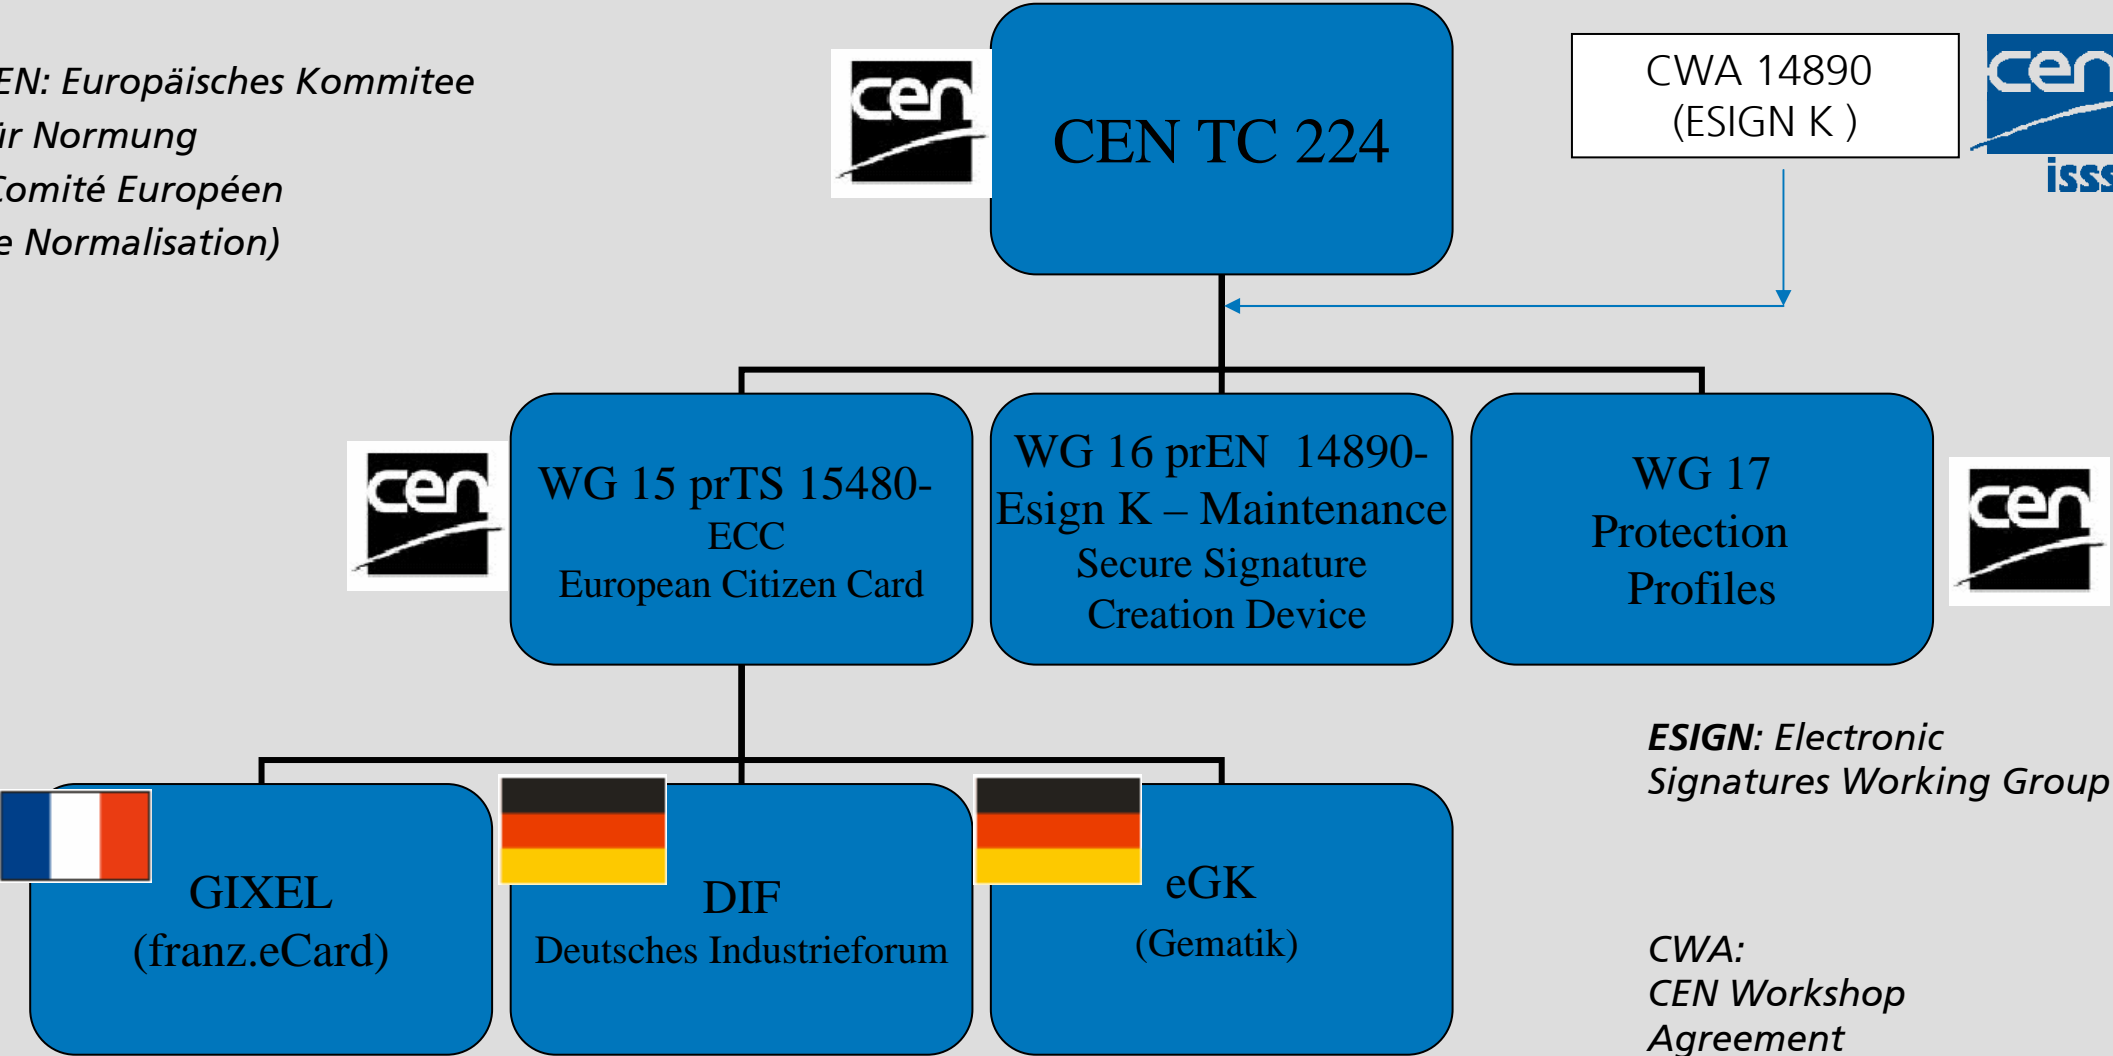 EN: Europäisches Kommitee
ür Normung
Comité Européen
e Normalisation)
cen
CEN TC 224
CWA 14890
(ESIGN K )
cen
isss
cen
WG 15 prTS 15480-
ECC
European Citizen Card
WG 16 prEN 14890-
Esign K – Maintenance
Secure Signature
Creation Device
WG 17
Protection
Profiles
cen
ESIGN: Electronic
Signatures Working Group
GIXEL
(franz.eCard)
DIF
Deutsches Industrieforum
eGK
(Gematik)
CWA:
CEN Workshop
Agreement